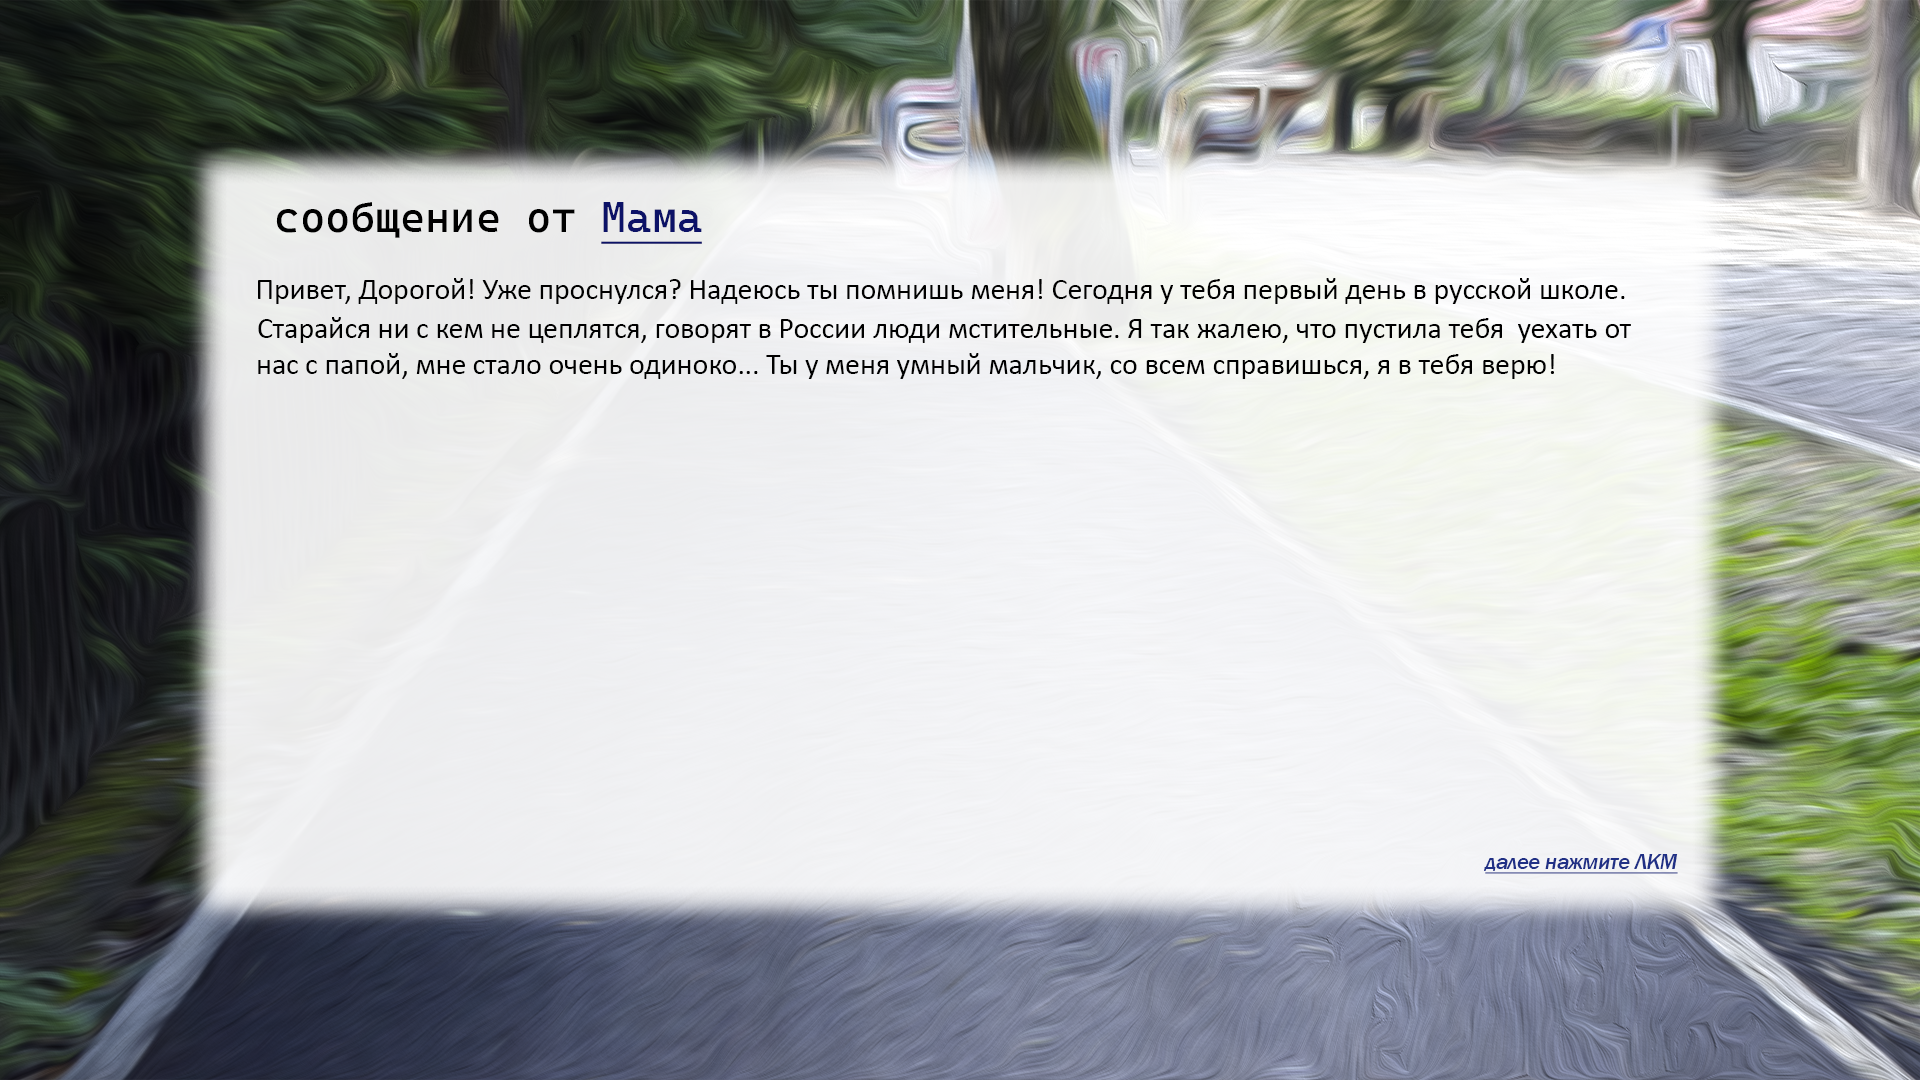 сообщение от Мама
Привет, Дорогой! Уже проснулся? Надеюсь ты помнишь меня! Сегодня у тебя первый день в русской школе.
Старайся ни с кем не цеплятся, говорят в России люди мстительные. Я так жалею, что пустила тебя  уехать от
нас с папой, мне стало очень одиноко... Ты у меня умный мальчик, со всем справишься, я в тебя верю!
далее нажмите ЛКМ